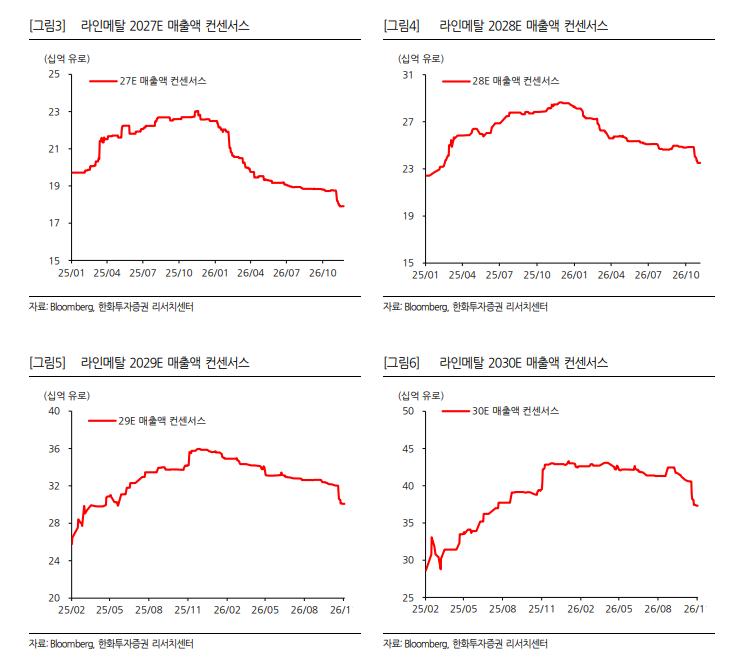 [그림3] 라인메탈 2027E 매출액 컨센서스
(십억 유로)
27E 매출액 컨센서스
25
23
21
19
17
15
25/01 25/04 25/07 25/10 26/01 26/04 26/07 26/10
자료: Bloomberg, 한화투자증권 리서치센터
[그림4] 라인메탈 2028E 매출액 컨센서스
(십억 유로)
28E 매출액 컨센서스
31
27
23
19
15
25/01 25/04 25/07 25/10 26/01 26/04 26/07 26/10
자료: Bloomberg, 한화투자증권 리서치센터
[그림5] 라인메탈 2029E 매출액 컨센서스
(십억 유로)
40
29E 매출액 컨센서스
36
32
28
24
20
25/02 25/05 25/08 25/11 26/02 26/05 26/08 26/1
자료: Bloomberg, 한화투자증권 리서치센터
[그림6] 라인메탈 2030E 매출액 컨센서스
(십억 유로)
50
30E 매출액 컨센서스
45
40
35
30
25
25/02 25/05 25/08 25/11 26/02 26/05 26/08 26/1
자료: Bloomberg, 한화투자증권 리서치센터